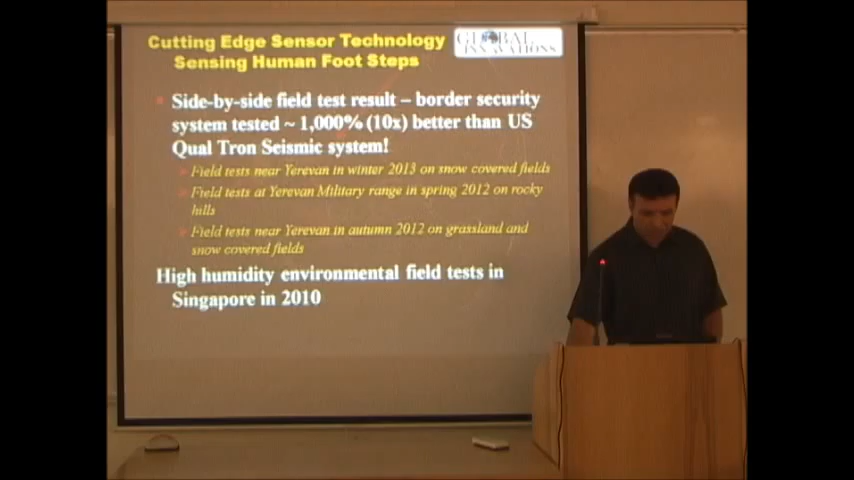 Cutting Edge Sensor Technology
Sensing Human Foot Steps
GLOBAL
INNOVATIONS
Side-by-side field test result – border security
system tested ~ 1,000% (10x) better than US
Qual Tron Seismic system!
Field tests near Yerevan in winter 2013 on snow covered fields
Field tests at Yerevan Military range in spring 2012 on rocky
hills
Field tests near Yerevan in autumn 2012 on grassland and
snow covered fields
High humidity environmental field tests in
Singapore in 2010